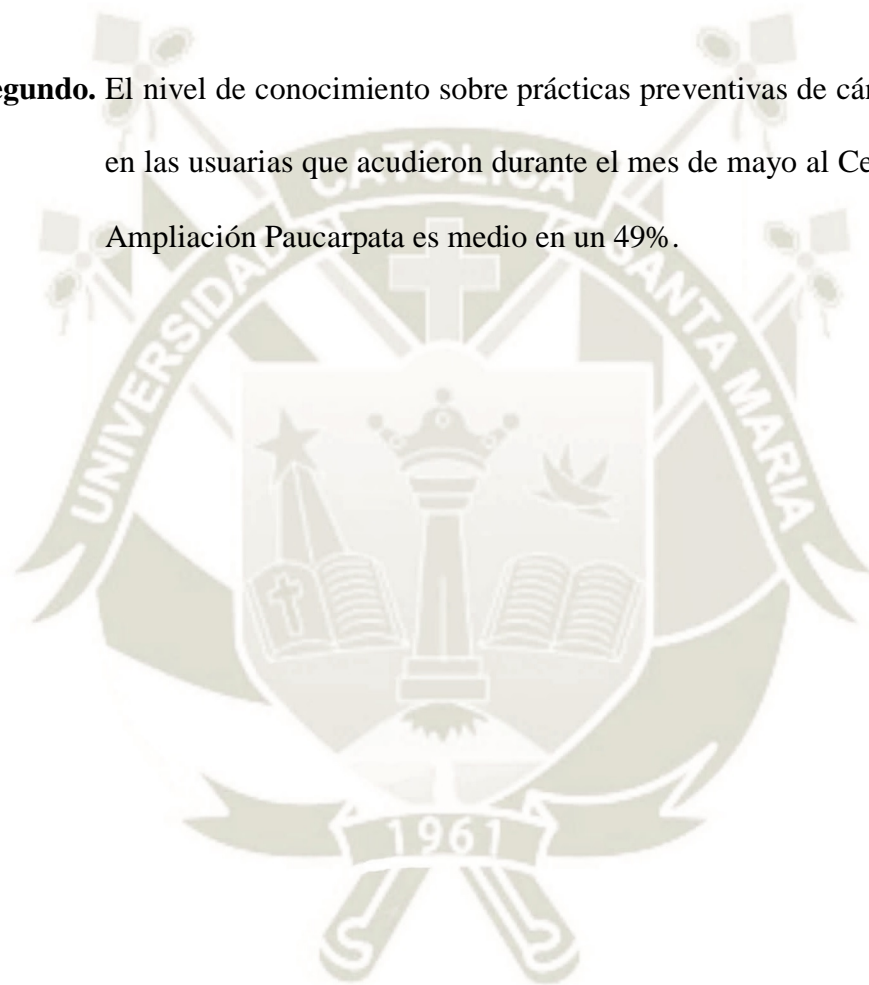 egundo. El nivel de conocimiento sobre prácticas preventivas de cán
en las usuarias que acudieron durante el mes de mayo al Ce
Ampliación Paucarpata es medio en un 49%.
UNIVERSIDAD CATOLICA SANTA MARIA
1961